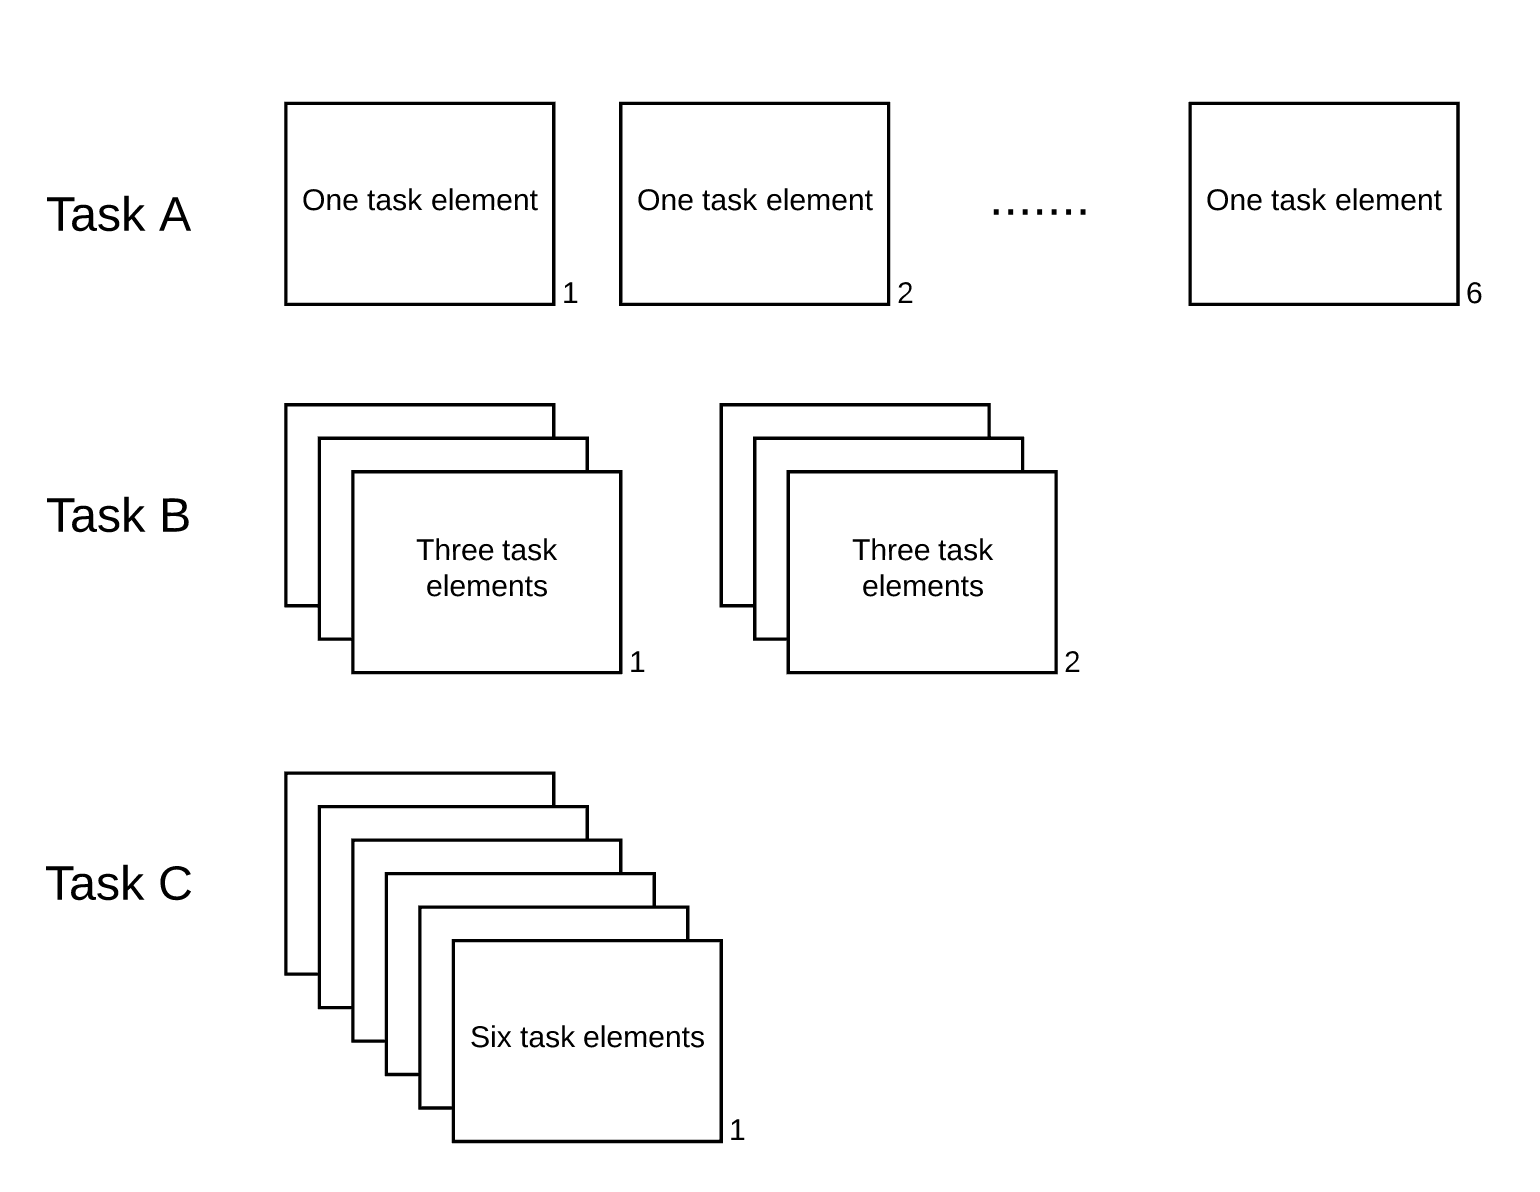 Task A
One task element
1
One task element
2
.......
One task element
6
Task B
Three task
elements
1
Three task
elements
2
Task C
Six task elements
1